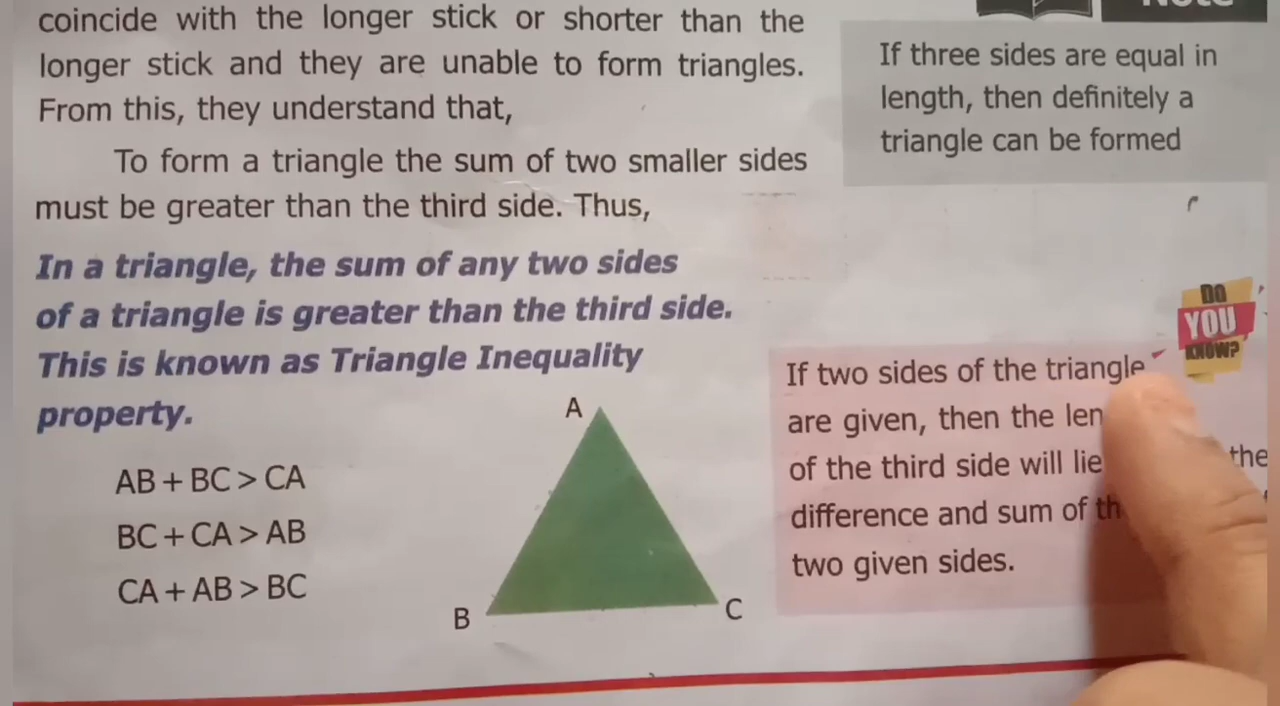 coincide with the longer stick or shorter than the
longer stick and they are unable to form triangles.
From this, they understand that,
To form a triangle the sum of two smaller sides
must be greater than the third side. Thus,
In a triangle, the sum of any two sides
of a triangle is greater than the third side.
This is known as Triangle Inequality
property.
AB + BC > CA
BC + CA > AB
CA + AB > BC
A
B
C
Note
If three sides are equal in
length, then definitely a
triangle can be formed
DO
YOU
KNOW?
If two sides of the triangle
are given, then the
of the third side will lie the
difference and sum of
two given sides.